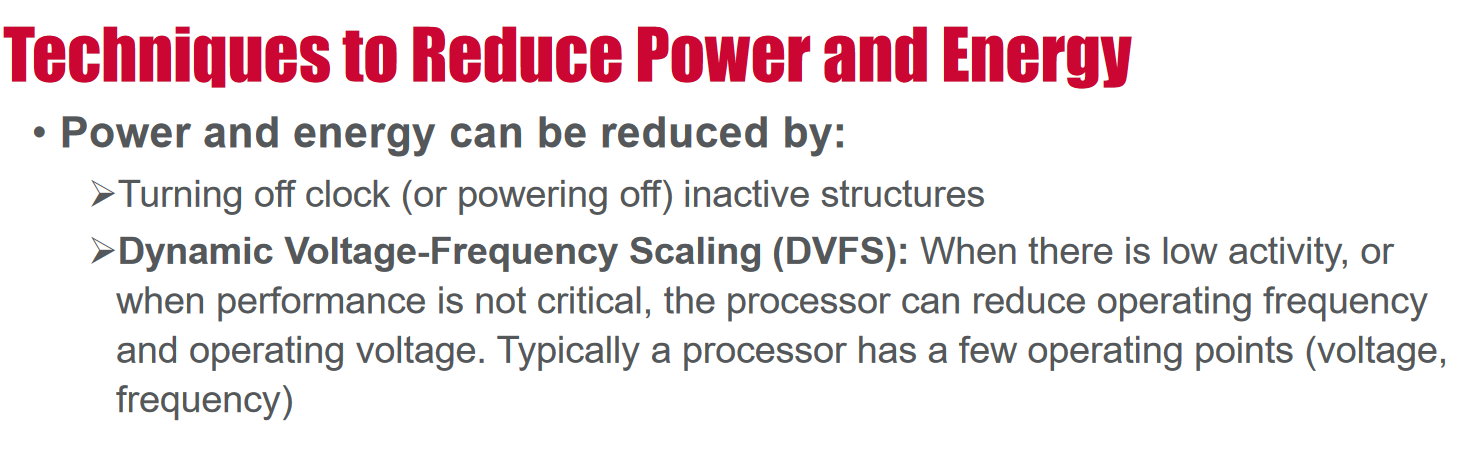 Techniques to Reduce Power and Energy
• Power and energy can be reduced by:
➢Turning off clock (or powering off) inactive structures
➢Dynamic Voltage-Frequency Scaling (DVFS): When there is low activity, or
when performance is not critical, the processor can reduce operating frequency
and operating voltage. Typically a processor has a few operating points (voltage,
frequency)